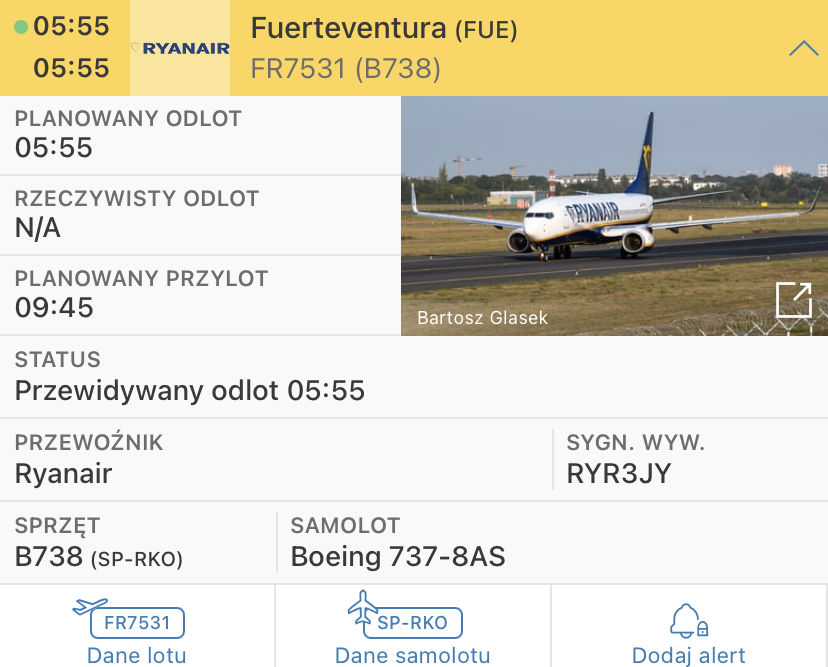 05:55
05:55
RYANAIR
Fuerteventura (FUE)
FR7531 (B738)
PLANOWANY ODLOT
05:55
RZECZYWISTY ODLOT
N/A
PLANOWANY PRZYLOT
09:45
RYANAIR
Bartosz Glasek
STATUS
Przewidywany odlot 05:55
PRZEWOŹNIK
Ryanair
SYGN. WYW.
RYR3JY
SPRZĘT
B738 (SP-RKO)
SAMOLOT
Boeing 737-8AS
FR7531
Dane lotu
SP-RKO
Dane samolotu
Dodaj alert